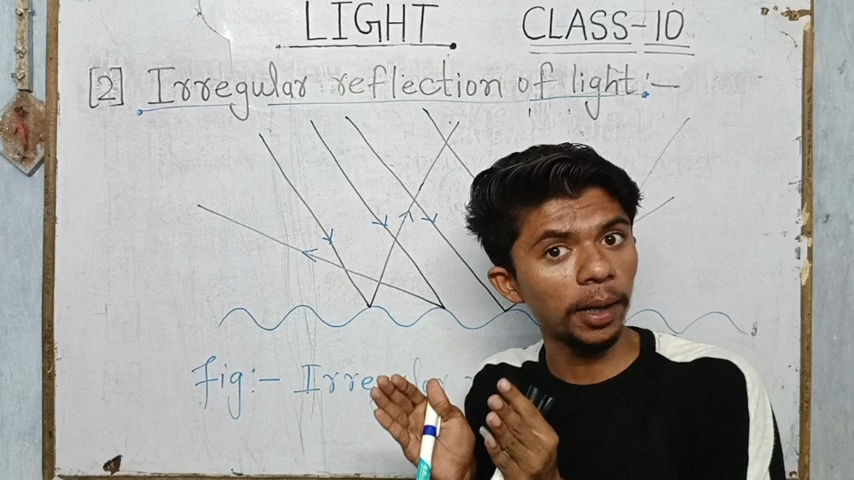 LIGHT CLASS-10
[2] Irregular reflection of light:-
fig:-